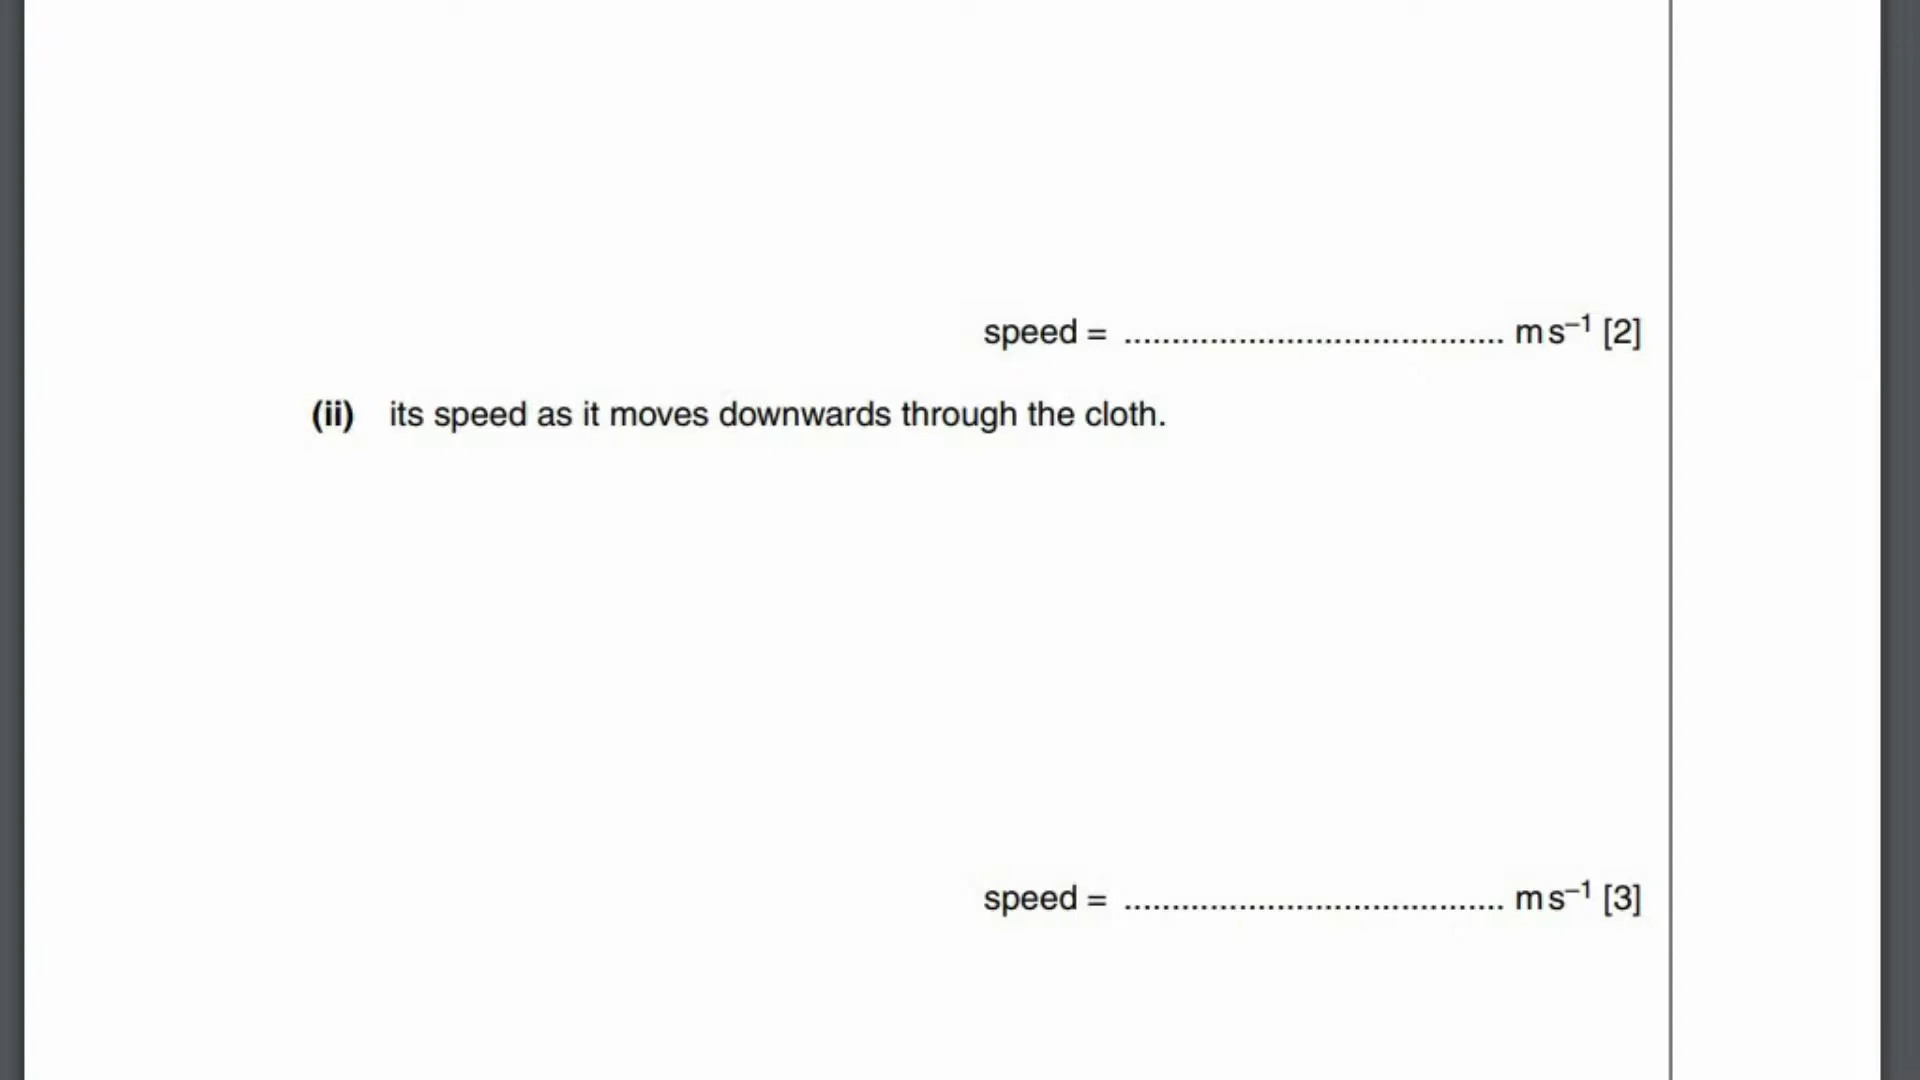 speed = ........................................ m s⁻¹ [2]
(ii) its speed as it moves downwards through the cloth.
speed = ........................................ m s⁻¹ [3]